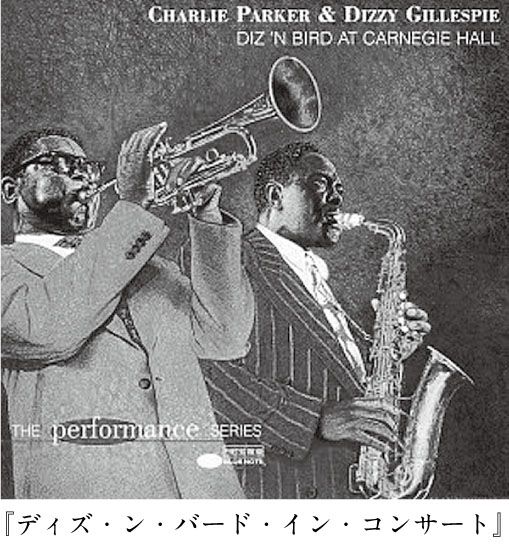 CHARLIE PARKER & DIZZY GILLESPIE
DIZ 'N BIRD AT CARNEGIE HALL
THE performance SERIES
BLUE NOTE
『ディズ・ン・バード・イン・コンサート』